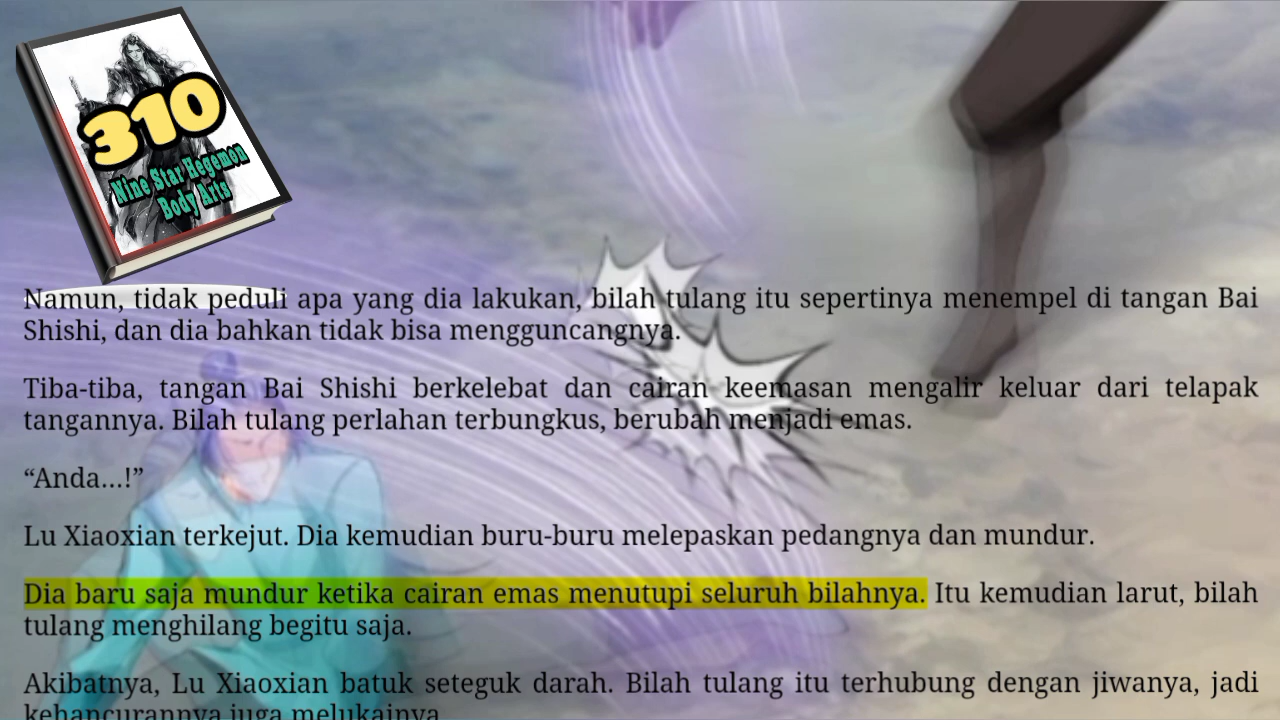 310
Nine Star Hegemon
Body Arts
Namun, tidak peduli apa yang dia lakukan, bilah tulang itu sepertinya menempel di tangan Bai
Shishi, dan dia bahkan tidak bisa mengguncangnya.
Tiba-tiba, tangan Bai Shishi berkelebat dan cairan keemasan mengalir keluar dari telapak
tangannya. Bilah tulang perlahan terbungkus, berubah menjadi emas.
“Anda...!”
Lu Xiaoxian terkejut. Dia kemudian buru-buru melepaskan pedangnya dan mundur.
Dia baru saja mundur ketika cairan emas menutupi seluruh bilahnya. Itu kemudian larut, bilah
tulang menghilang begitu saja.
Akibatnya, Lu Xiaoxian batuk seteguk darah. Bilah tulang itu terhubung dengan jiwanya, jadi
kehancurannya juga melukainya.